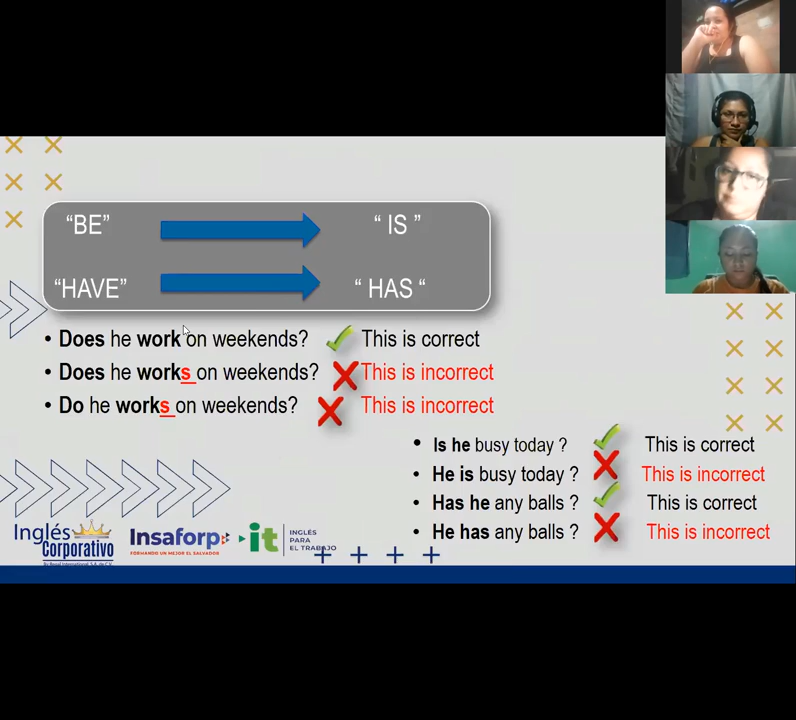 “BE” “ IS ”
“HAVE” “ HAS “
• Does he work on weekends? This is correct
• Does he works on weekends? This is incorrect
• Do he works on weekends? This is incorrect
• Is he busy today ? This is correct
• He is busy today ? This is incorrect
• Has he any balls ? This is correct
• He has any balls ? This is incorrect
Inglés
Corporativo
Insaforp
FORMANDO UN MEJOR EL SALVADOR
it
INGLÉS
PARA
EL TRABAJO